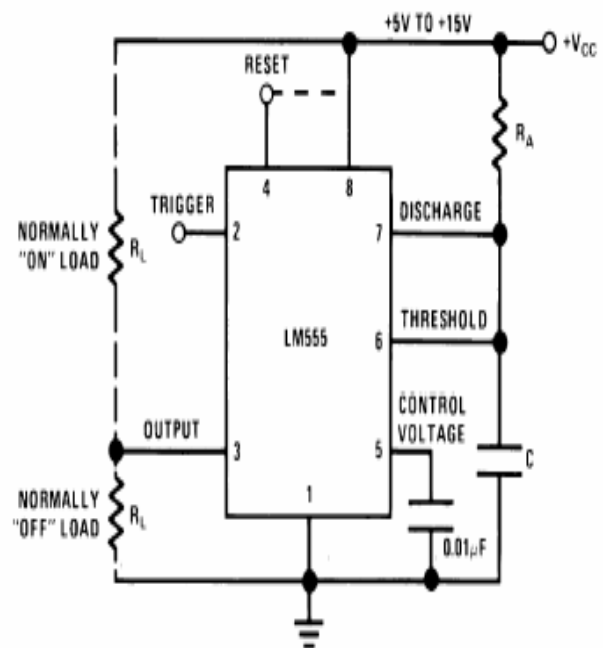 +5V TO +15V
+VCC
RESET
RA
4
8
TRIGGER
DISCHARGE
2
7
NORMALLY
"ON" LOAD
RL
THRESHOLD
LM555
6
CONTROL
VOLTAGE
OUTPUT
3
5
C
NORMALLY
"OFF" LOAD
RL
1
0.01μF